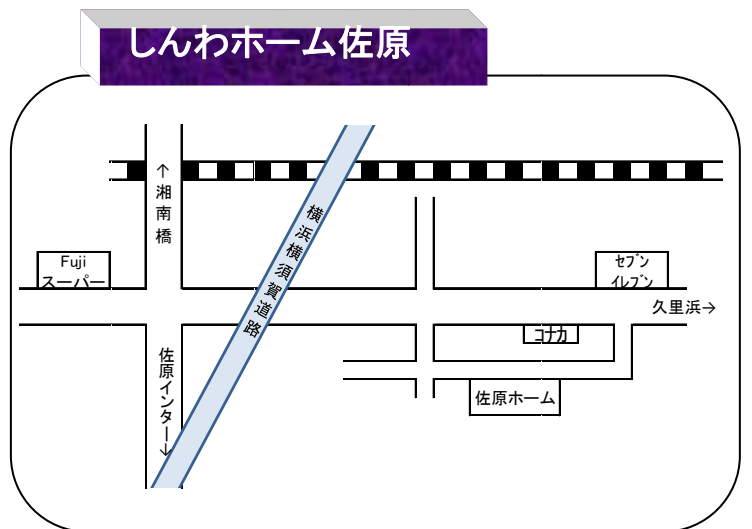 しんわホーム佐原
↑湘南橋
横浜横須賀道路
Fuji
スーパー
ｾﾌﾞﾝ
ｲﾚﾌﾞﾝ
久里浜→
コナカ
佐原インター→
佐原ホーム